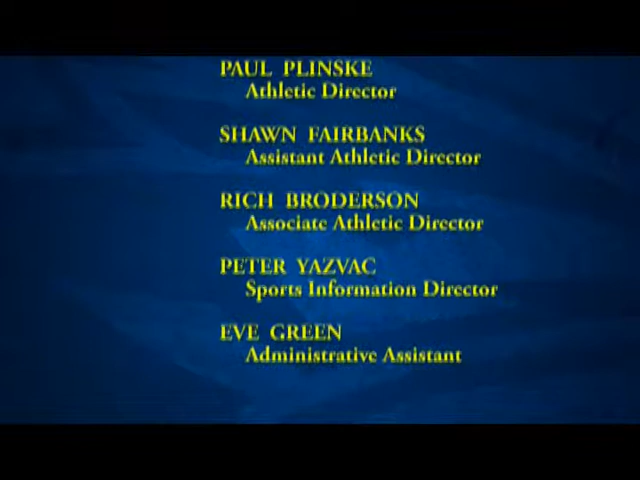 PAUL PLINSKE
Athletic Director
SHAWN FAIRBANKS
Assistant Athletic Director
RICH BRODERSON
Associate Athletic Director
PETER YAZVAC
Sports Information Director
EVE GREEN
Administrative Assistant